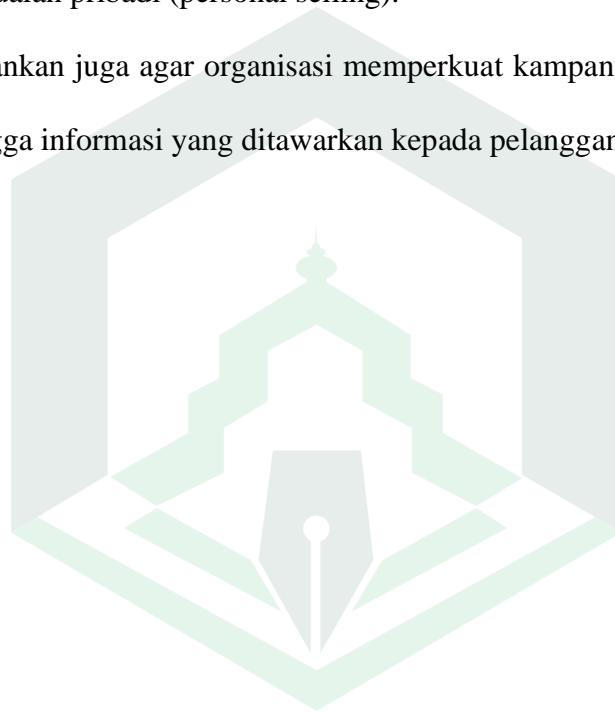 pribadi (personal selling).
ankan juga agar organisasi memperkuat kampan
gga informasi yang ditawarkan kepada pelanggan